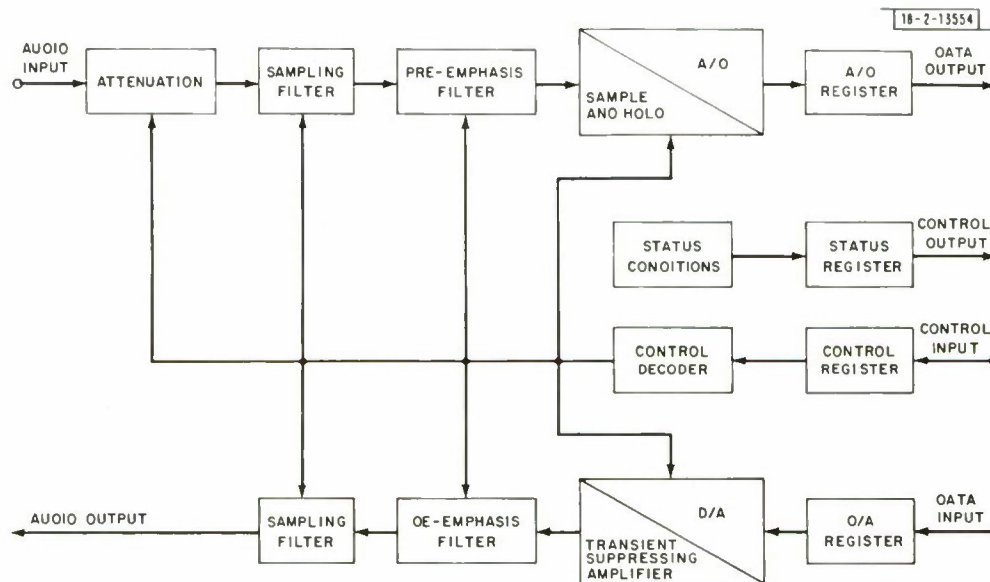 18-2-13554
AUDIO
INPUT
ATTENUATION
SAMPLING
FILTER
PRE-EMPHASIS
FILTER
A/O
SAMPLE
ANO HOLO
A/O
REGISTER
OATA
OUTPUT
STATUS
CONOITIONS
STATUS
REGISTER
CONTROL
OUTPUT
CONTROL
DECODER
CONTROL
REGISTER
CONTROL
INPUT
AUOIO OUTPUT
SAMPLING
FILTER
OE-EMPHASIS
FILTER
D/A
TRANSIENT
SUPPRESSING
AMPLIFIER
O/A
REGISTER
OATA
INPUT